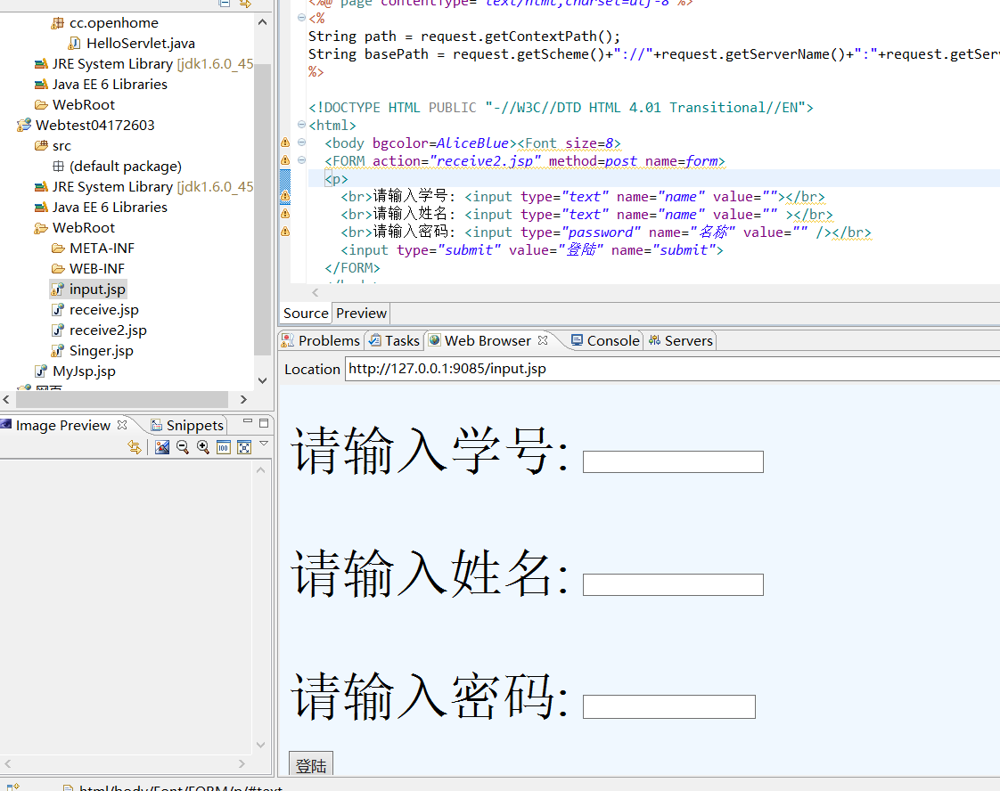 cc.openhome
HelloServlet.java
JRE System Library [jdk1.6.0_45
Java EE 6 Libraries
WebRoot
Webtest04172603
src
(default package)
JRE System Library [jdk1.6.0_45
Java EE 6 Libraries
WebRoot
META-INF
WEB-INF
input.jsp
receive.jsp
receive2.jsp
Singer.jsp
MyJsp.jsp
Image Preview
Snippets
<%@ page contentType="text/html;charset=utf-8"%>
<%
String path = request.getContextPath();
String basePath = request.getScheme()+"://"+request.getServerName()+":"+request.getSer
%>
<!DOCTYPE HTML PUBLIC "-//W3C//DTD HTML 4.01 Transitional//EN">
<html>
<body bgcolor=AliceBlue><Font size=8>
<FORM action="receive2.jsp" method=post name=form>
<p>
<br>请输入学号: <input type="text" name="name" value=""></br>
<br>请输入姓名: <input type="text" name="name" value="" ></br>
<br>请输入密码: <input type="password" name="名称" value="" /></br>
<input type="submit" value="登陆" name="submit">
</FORM>
Source Preview
Problems Tasks Web Browser Console Servers
Location http://127.0.0.1:9085/input.jsp
请输入学号:
请输入姓名:
请输入密码:
登陆
html/body/Font/FORM/p/#text